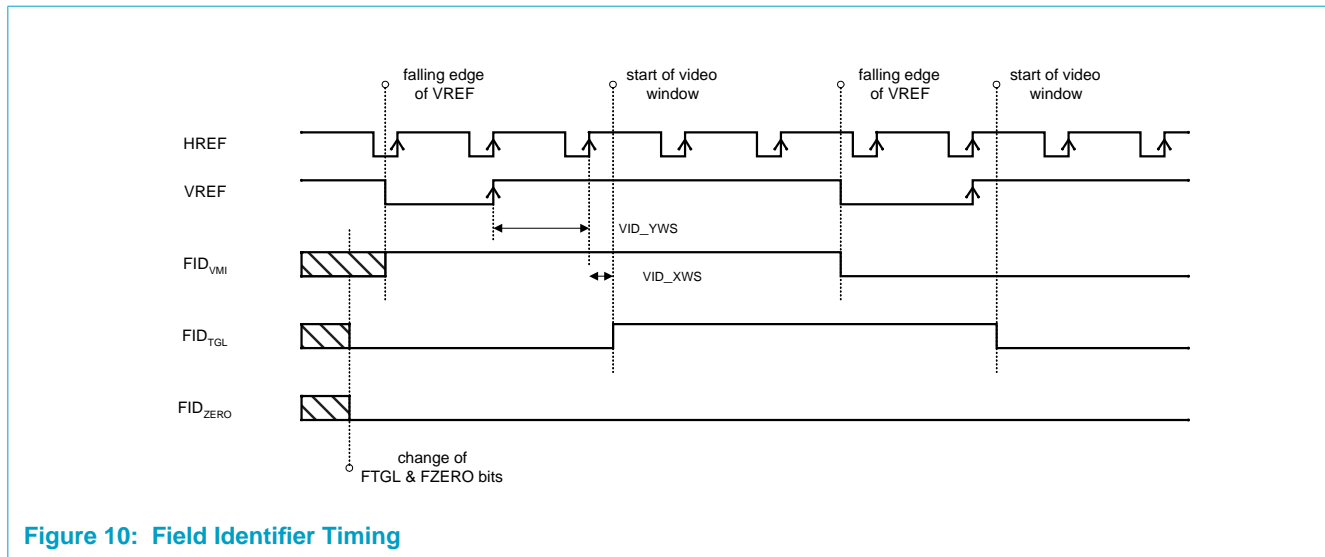 falling edge
of VREF
start of video
window
falling edge
of VREF
start of video
window
HREF
VREF
VID_YWS
FIDVMI
VID_XWS
FIDTGL
FIDZERO
change of
FTGL & FZERO bits
Figure 10: Field Identifier Timing